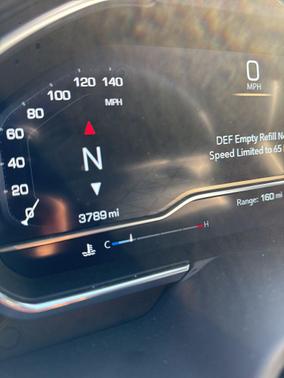 0
MPH
0
20
40
60
80
100
120
140
MPH
N
DEF Empty Refill
Speed Limited to 65
3789 mi
Range: 160 mi
C
H